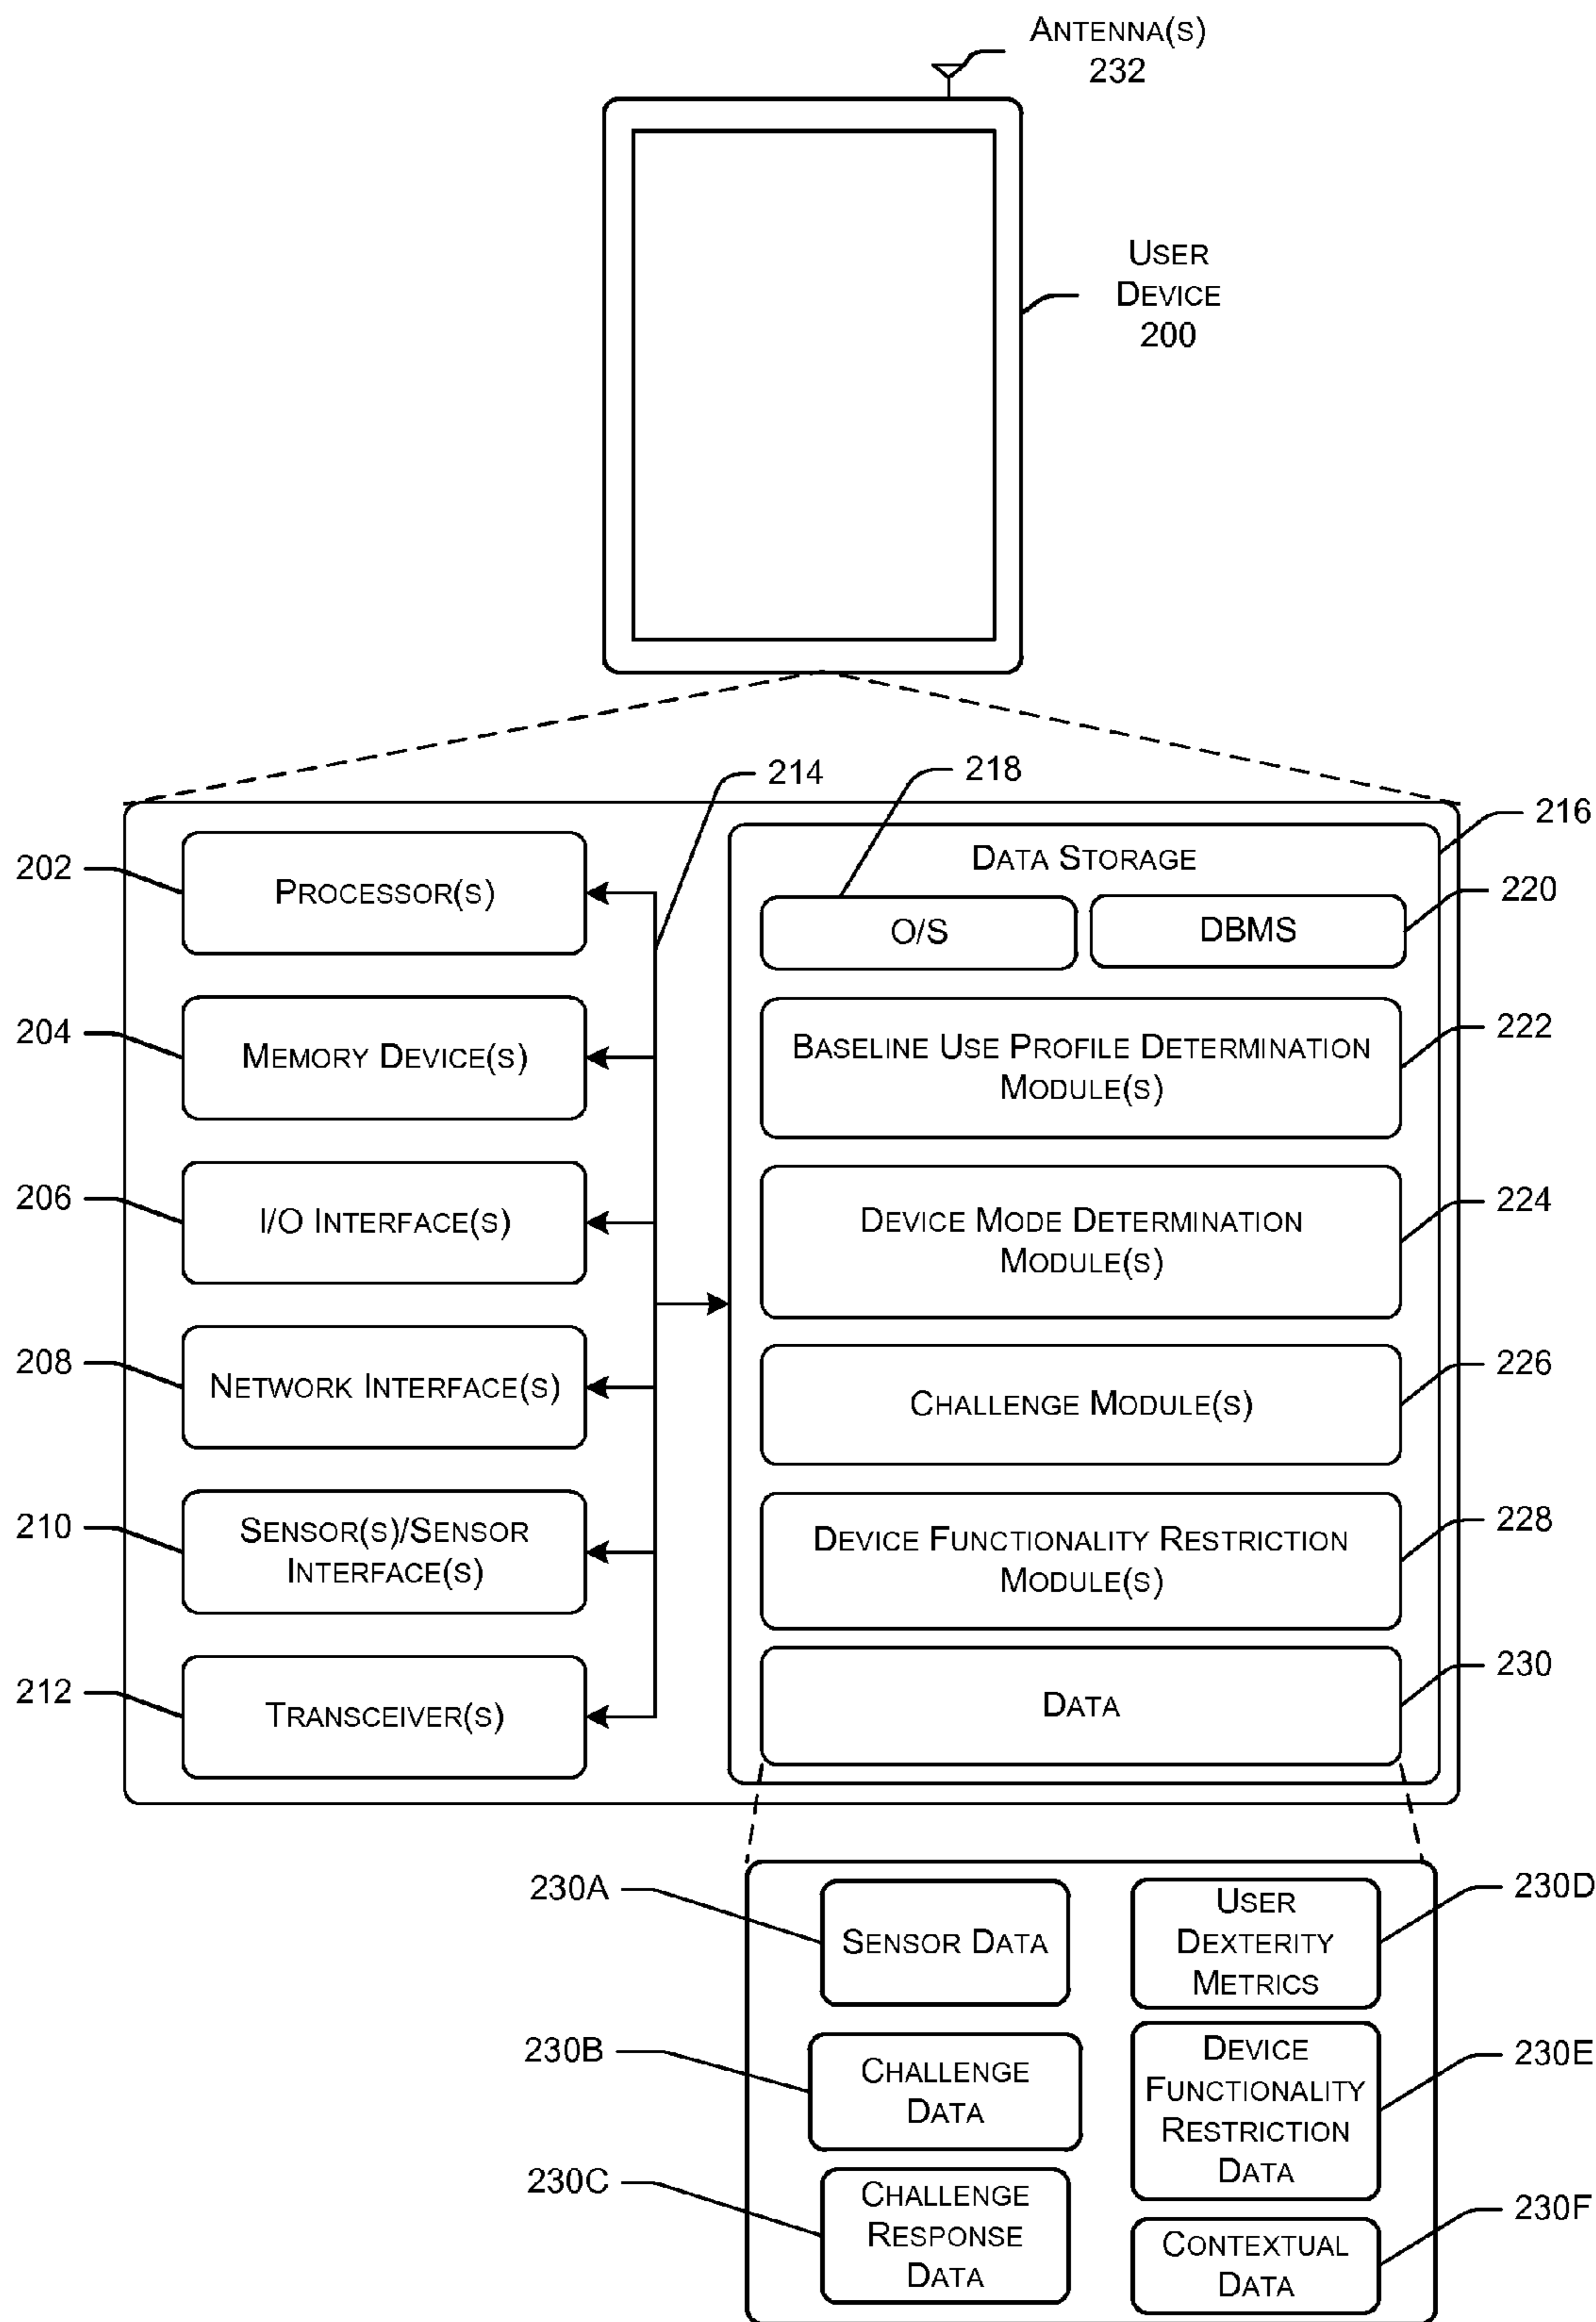 ANTENNA(S)
232
USER
DEVICE
200
214
218
216
202
PROCESSOR(S)
DATA STORAGE
220
O/S
DBMS
204
MEMORY DEVICE(S)
BASELINE USE PROFILE DETERMINATION
MODULE(S)
222
206
I/O INTERFACE(S)
DEVICE MODE DETERMINATION
MODULE(S)
224
208
NETWORK INTERFACE(S)
CHALLENGE MODULE(S)
226
210
SENSOR(S)/SENSOR
INTERFACE(S)
DEVICE FUNCTIONALITY RESTRICTION
MODULE(S)
228
212
TRANSCEIVER(S)
DATA
230
230A
SENSOR DATA
USER
DEXTERITY
METRICS
230D
230B
CHALLENGE
DATA
DEVICE
FUNCTIONALITY
RESTRICTION
DATA
230E
230C
CHALLENGE
RESPONSE
DATA
CONTEXTUAL
DATA
230F